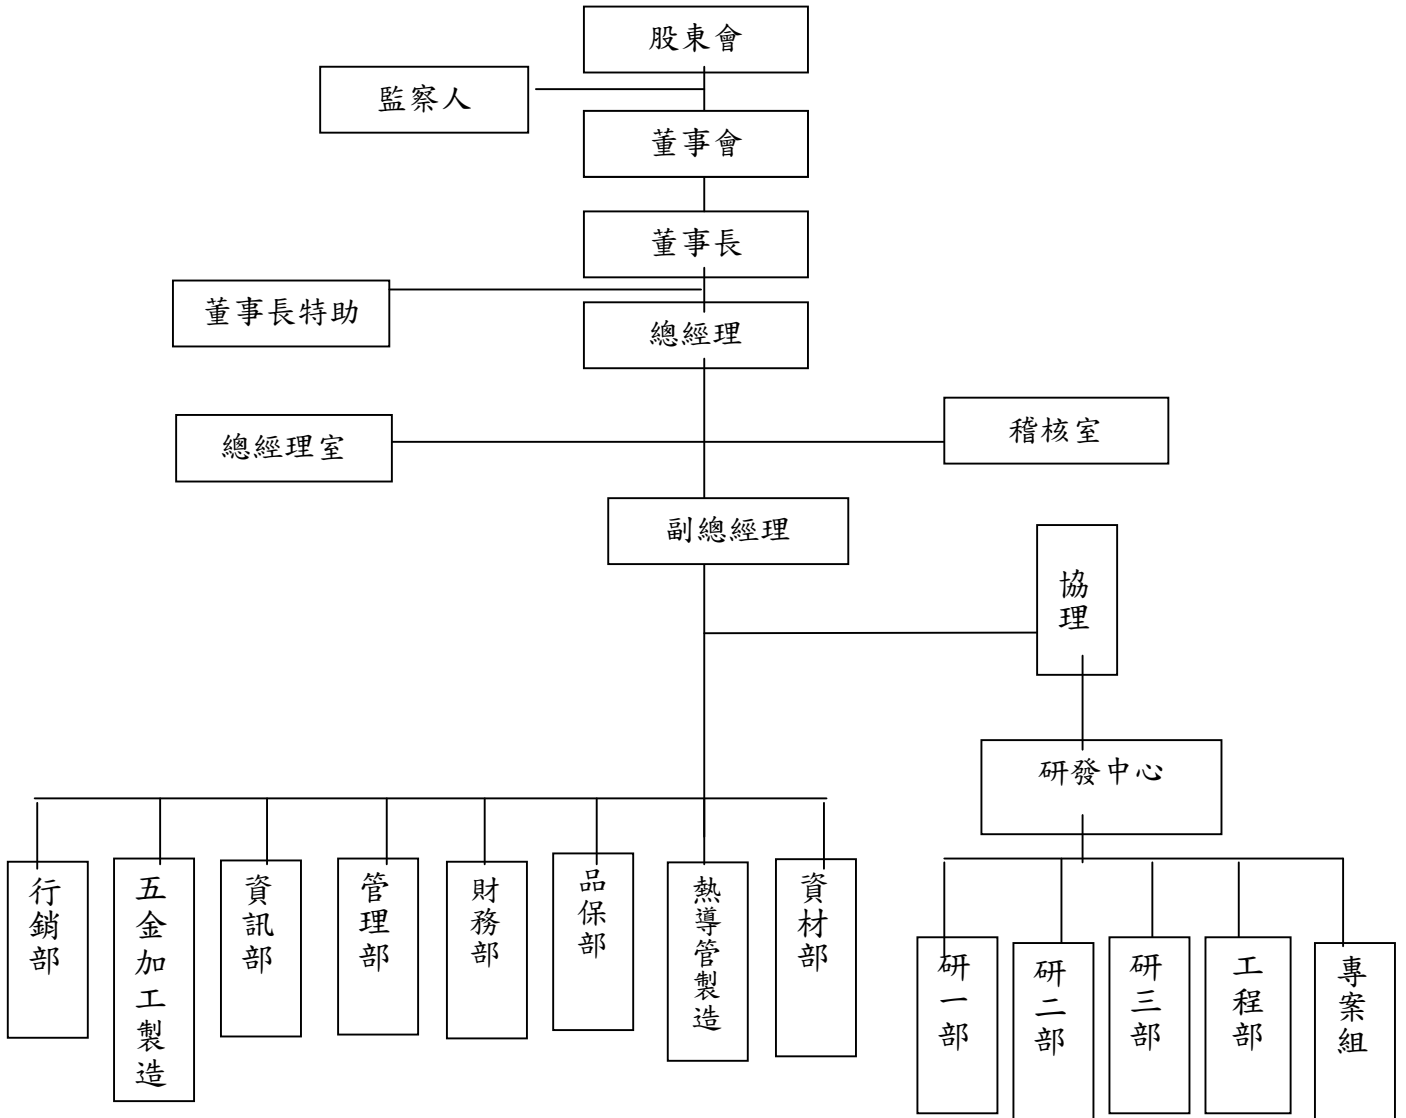 股東會
監察人
董事會
董事長
董事長特助
總經理
總經理室
稽核室
副總經理
協理
研發中心
行銷部
五金加工製造
資訊部
管理部
財務部
品保部
熱導管製造
資材部
研一部
研二部
研三部
工程部
專案組